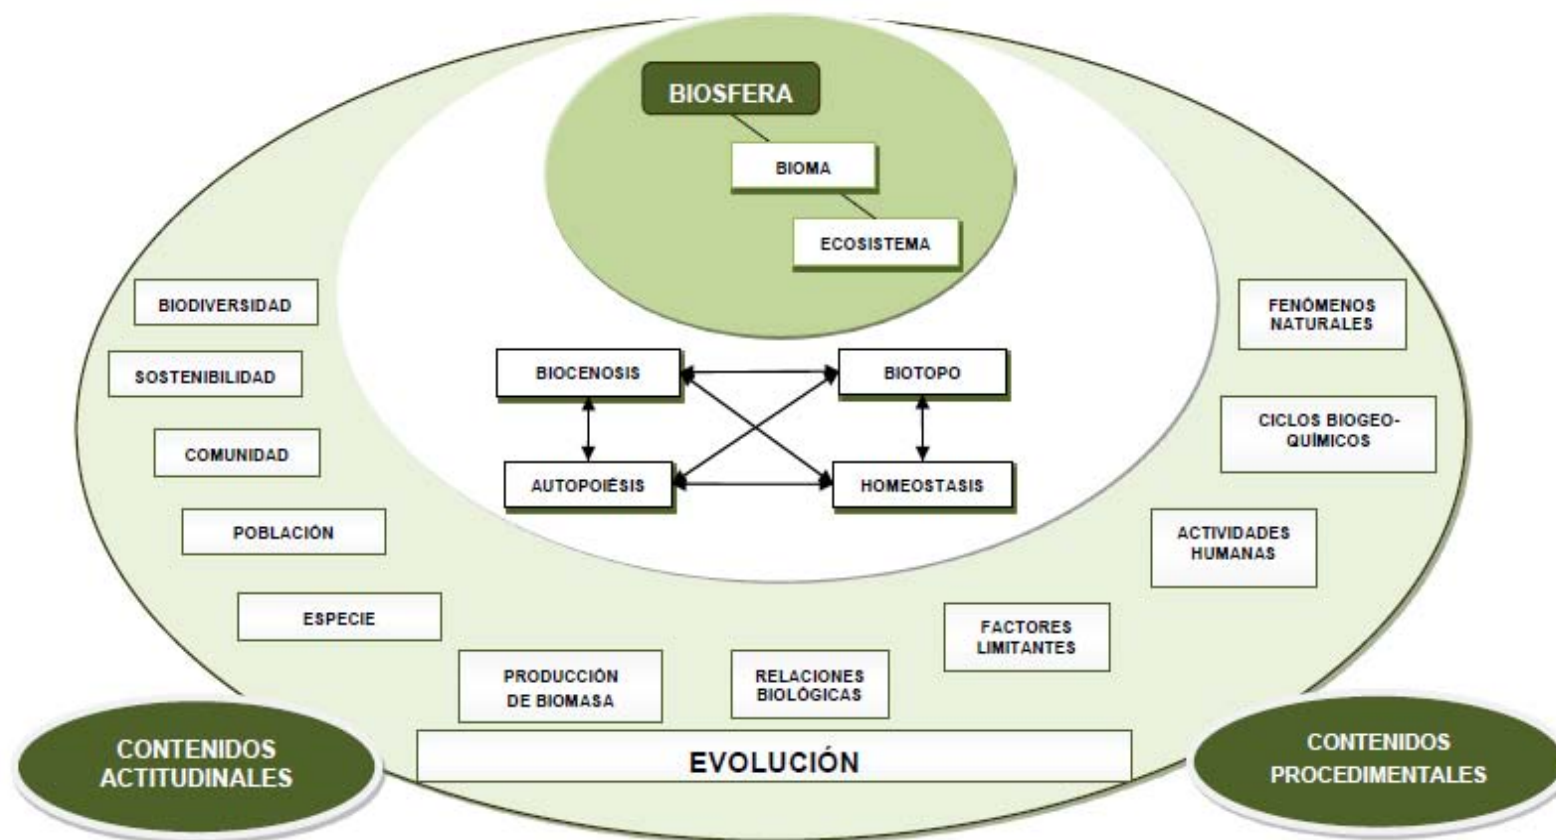 BIOSFERA
BIOMA
ECOSISTEMA
BIODIVERSIDAD
FENÓMENOS
NATURALES
SOSTENIBILIDAD
BIOCENOSIS
BIOTOPO
CICLOS BIOGEO-
QUÍMICOS
COMUNIDAD
AUTOPOIÉSIS
HOMEOSTASIS
POBLACIÓN
ACTIVIDADES
HUMANAS
ESPECIE
FACTORES
LIMITANTES
PRODUCCIÓN
DE BIOMASA
RELACIONES
BIOLÓGICAS
CONTENIDOS
ACTITUDINALES
EVOLUCIÓN
CONTENIDOS
PROCEDIMENTALES